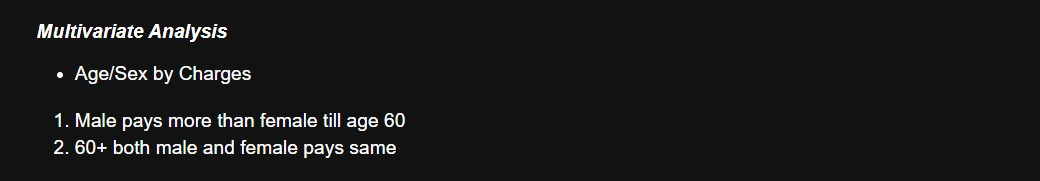 Multivariate Analysis
• Age/Sex by Charges
1. Male pays more than female till age 60
2. 60+ both male and female pays same